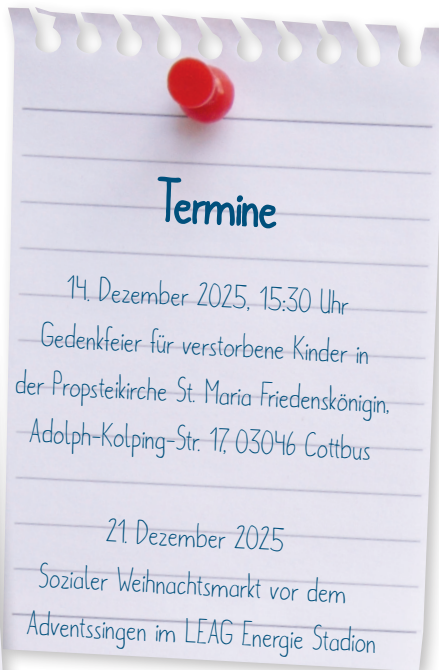 Termine
14. Dezember 2025, 15:30 Uhr
Gedenkfeier für verstorbene Kinder in
der Propsteikirche St. Maria Friedenskönigin,
Adolph-Kolping-Str. 17, 03046 Cottbus
21. Dezember 2025
Sozialer Weihnachtsmarkt vor dem
Adventssingen im LEAG Energie Stadion